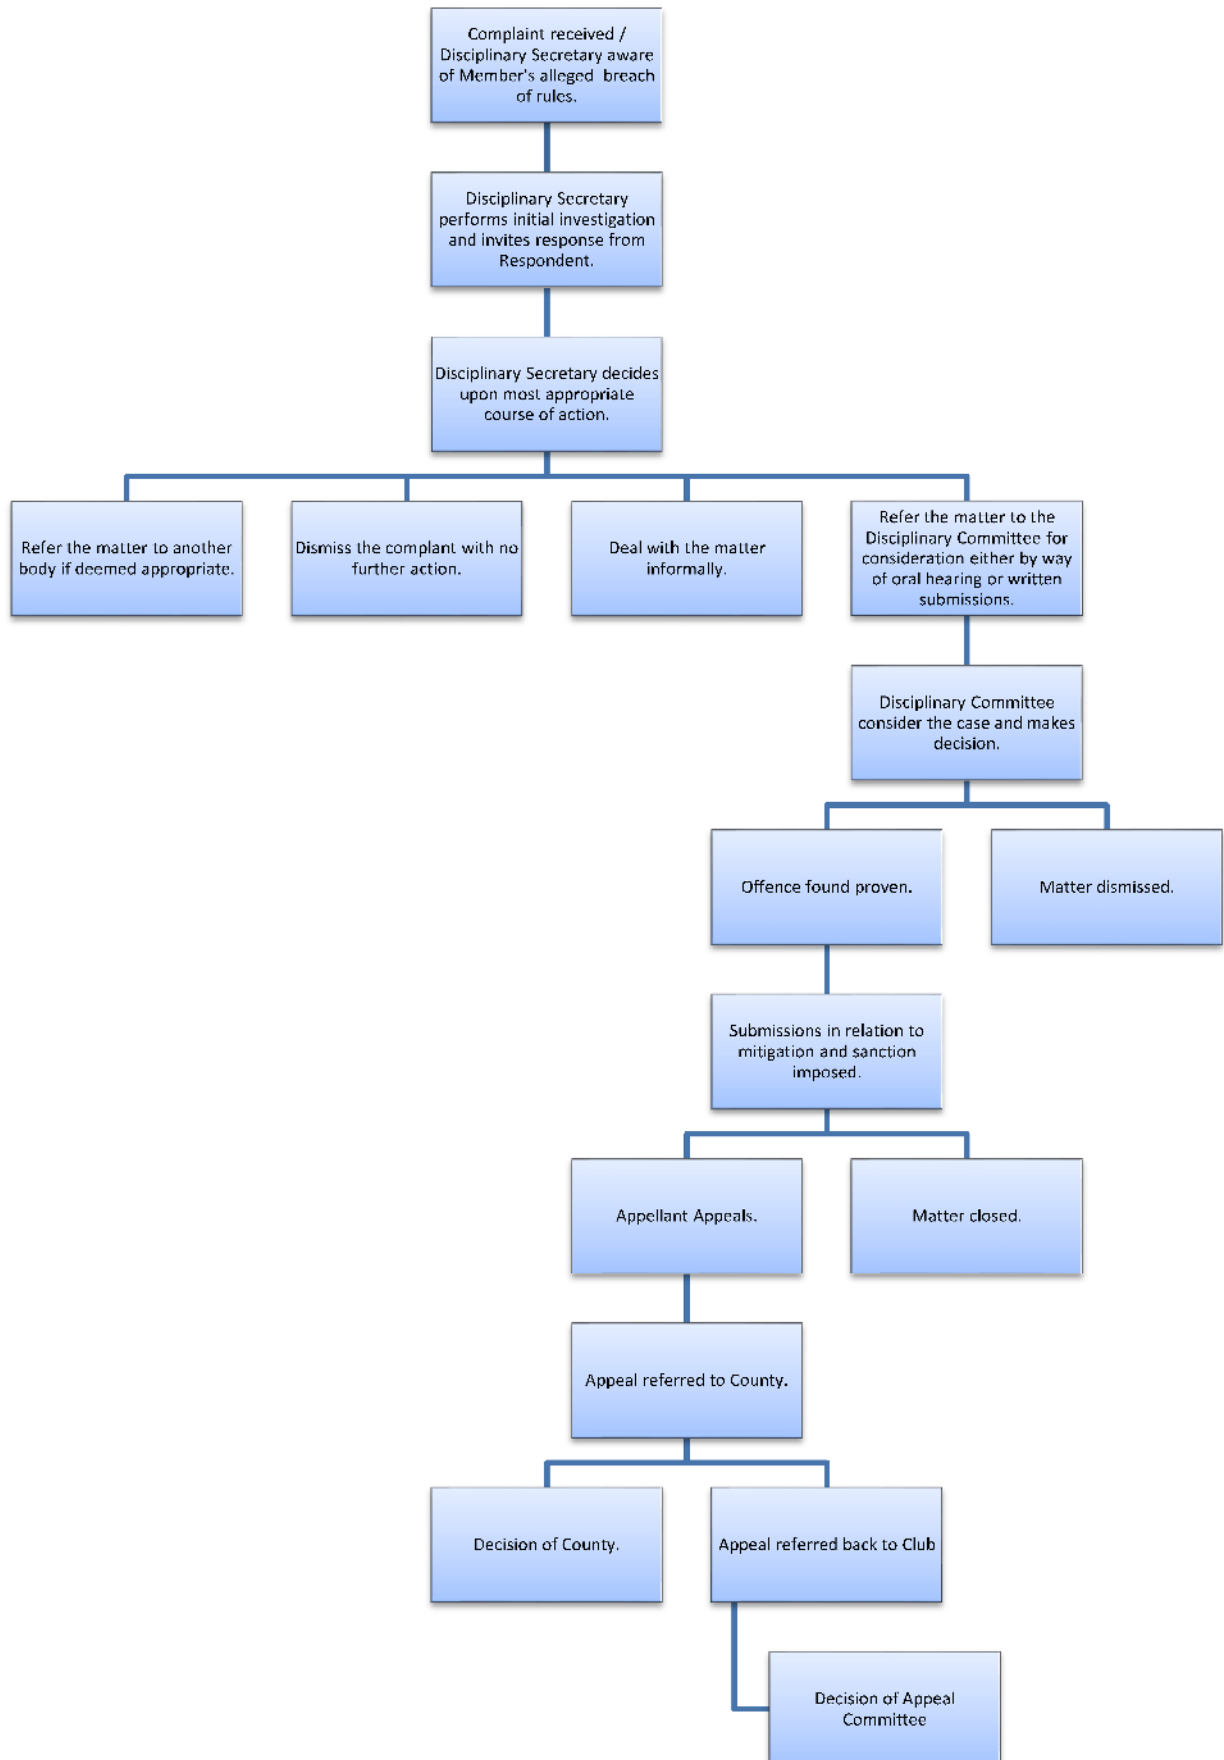 Complaint received /
Disciplinary Secretary aware
of Member's alleged breach
of rules.
Disciplinary Secretary
performs initial investigation
and invites response from
Respondent.
Disciplinary Secretary decides
upon most appropriate
course of action.
Refer the matter to another
body if deemed appropriate.
Dismiss the complant with no
further action.
Deal with the matter
informally.
Refer the matter to the
Disciplinary Committee for
consideration either by way
of oral hearing or written
submissions.
Disciplinary Committee
consider the case and makes
decision.
Offence found proven.
Matter dismissed.
Submissions in relation to
mitigation and sanction
imposed.
Appellant Appeals.
Matter closed.
Appeal referred to County.
Decision of County.
Appeal referred back to Club
Decision of Appeal
Committee